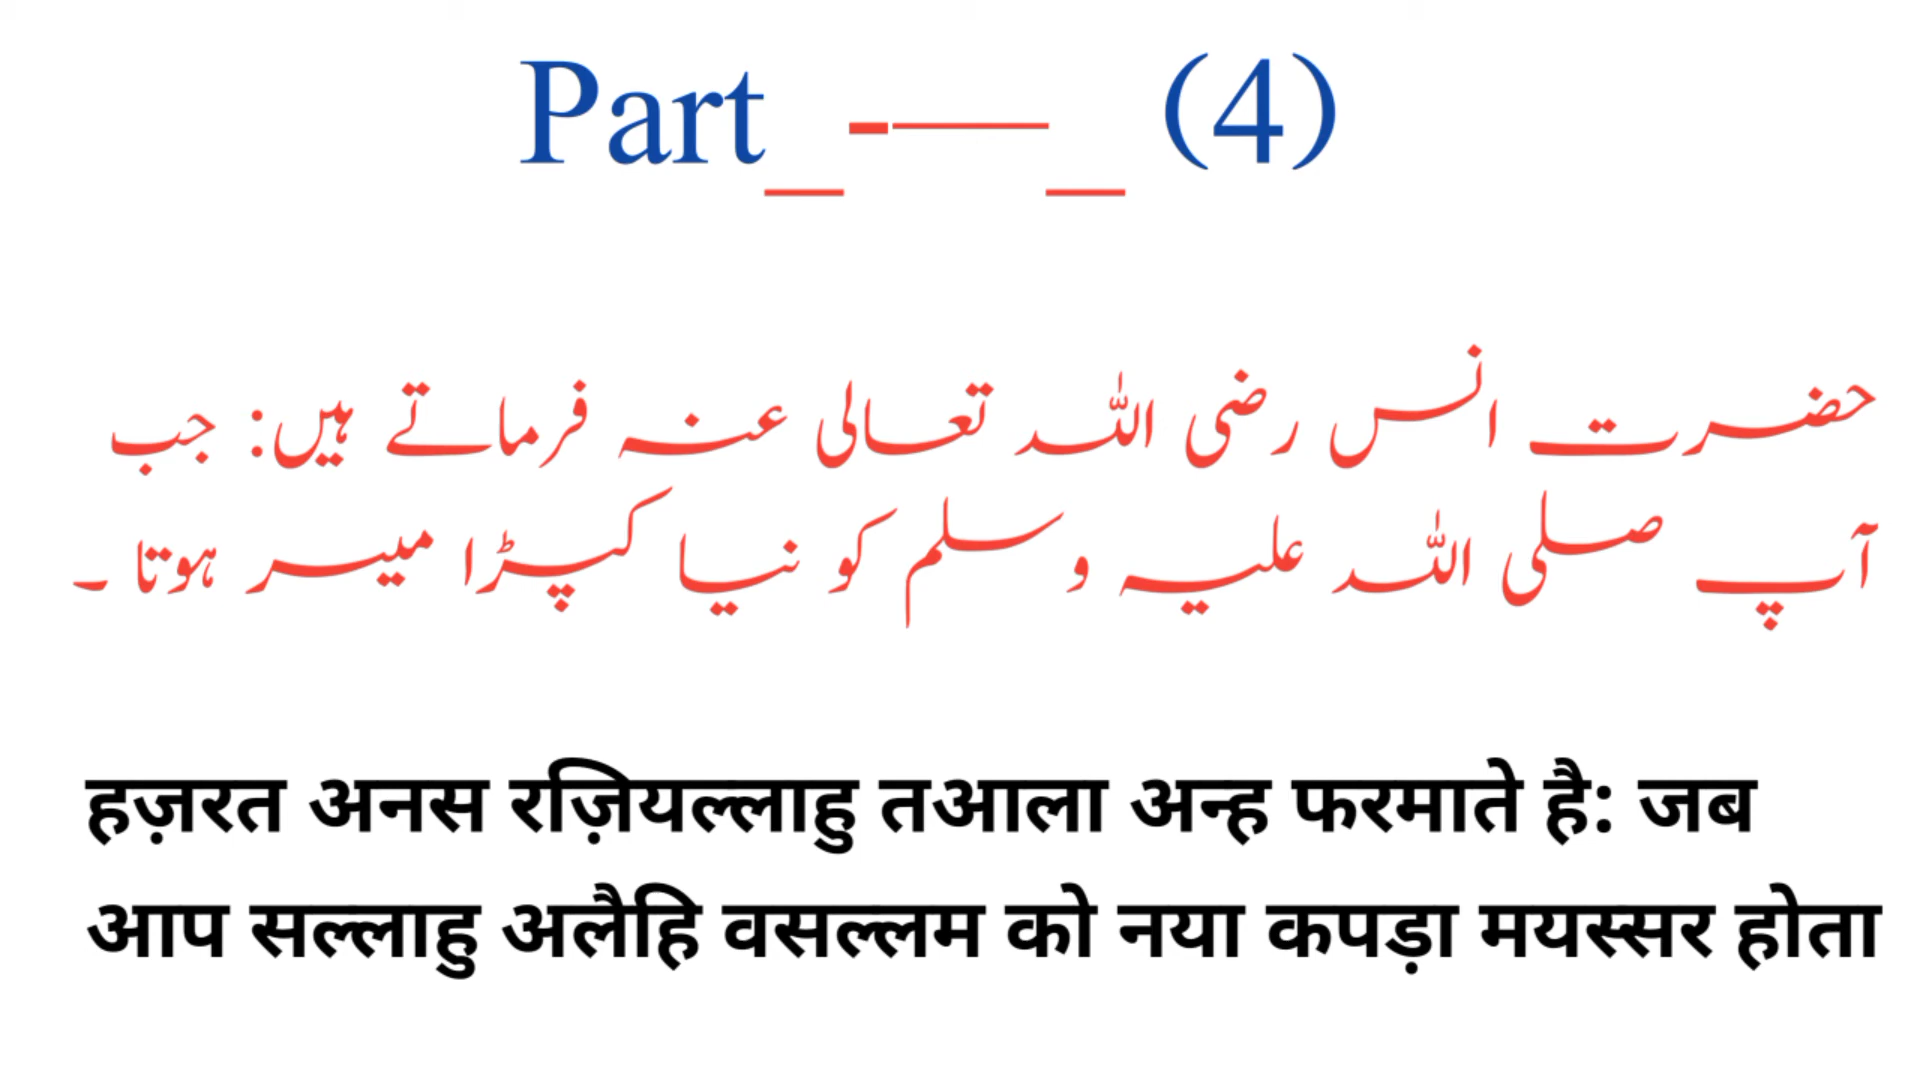 Part_-—_ (4)
حضرت انس رضی اللہ تعالی عنہ فرماتے ہیں: جب
آپ صلی اللہ علیہ وسلم کو نیا کپڑا میسر ہوتا ۔
हज़रत अनस रज़ियल्लाहु तआला अन्ह फरमाते है: जब
आप सल्लाहु अलैहि वसल्लम को नया कपड़ा मयस्सर होता